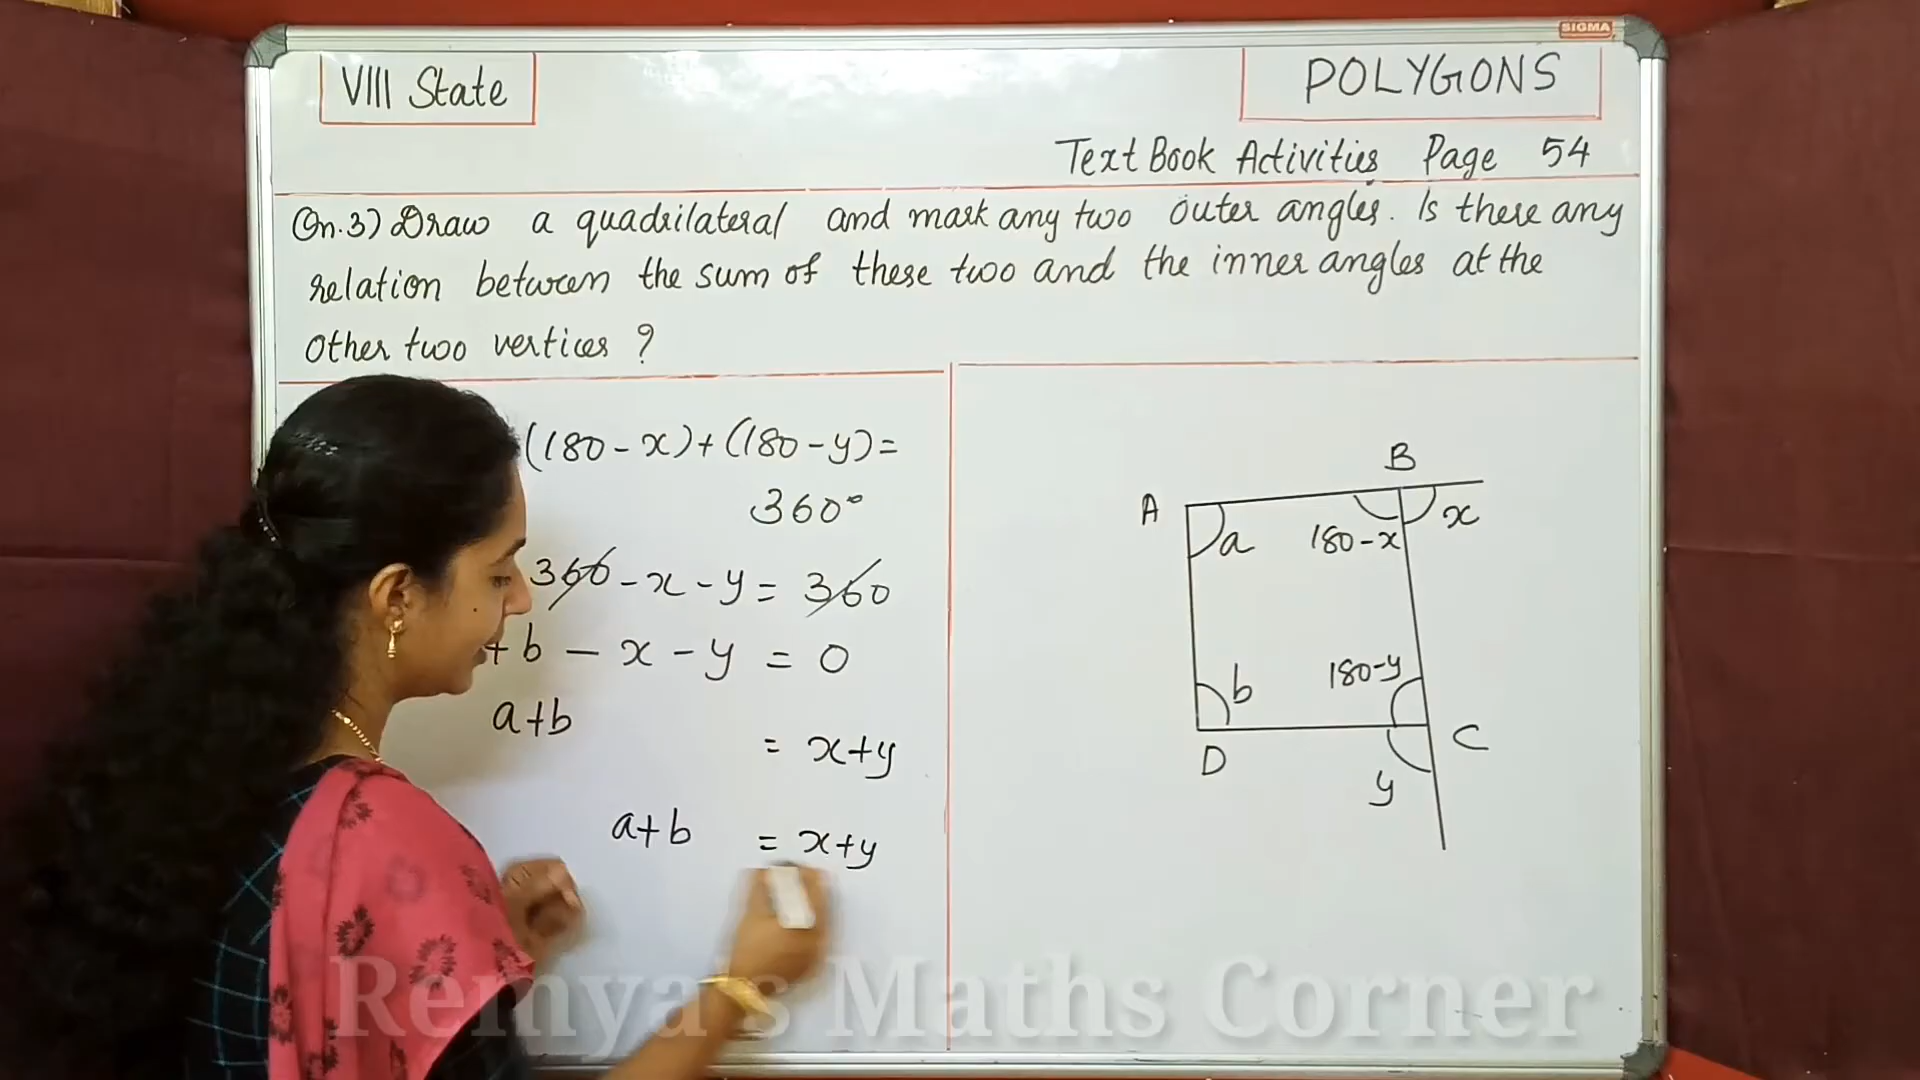 SIGMA
VIII State
POLYGONS
Text Book Activities Page 54
Qn.3) Draw a quadrilateral and mark any two outer angles. Is there any
relation between the sum of these two and the inner angles at the
other two vertices ?
(180-x)+(180-y)=
360°
360-x-y=360
+b-x-y=0
a+b
=x+y
a+b =x+y
B
A
x
a
180-x
180-y
b
C
D
y
Remya's Maths Corner